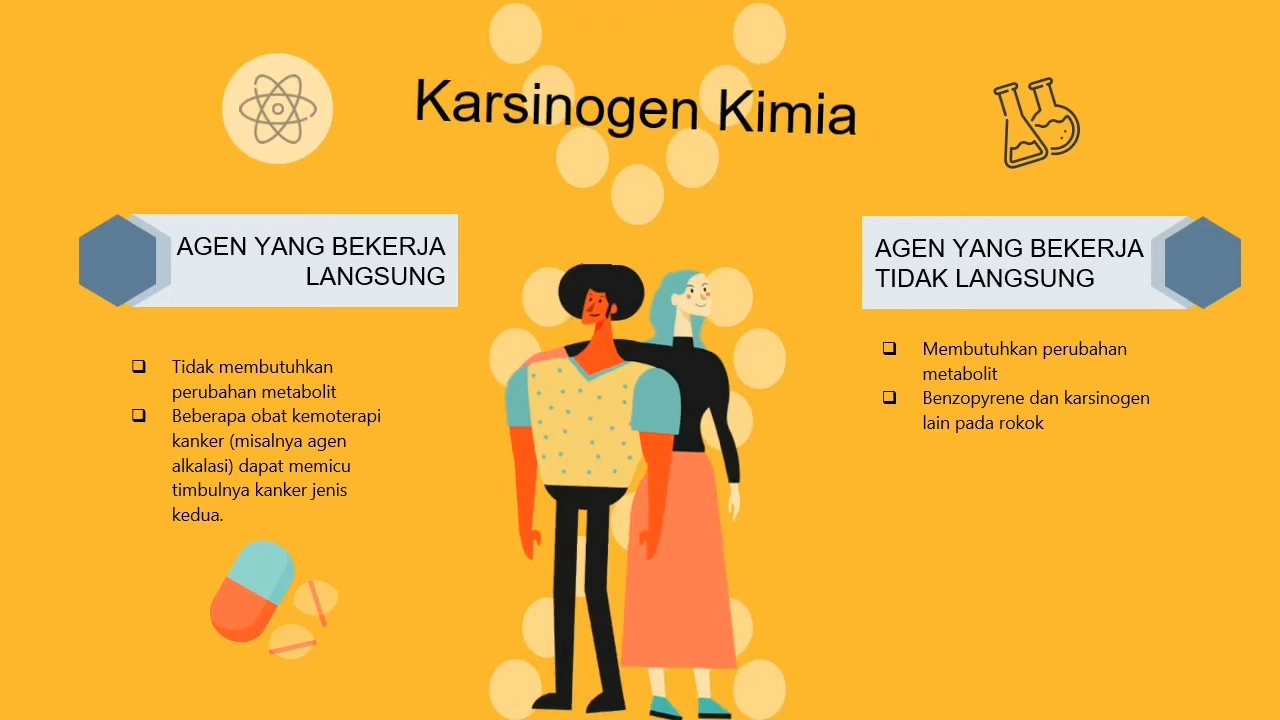 Karsinogen Kimia
AGEN YANG BEKERJA
LANGSUNG
❑ Tidak membutuhkan
perubahan metabolit
❑ Beberapa obat kemoterapi
kanker (misalnya agen
alkalasi) dapat memicu
timbulnya kanker jenis
kedua.
AGEN YANG BEKERJA
TIDAK LANGSUNG
❑ Membutuhkan perubahan
metabolit
❑ Benzopyrene dan karsinogen
lain pada rokok